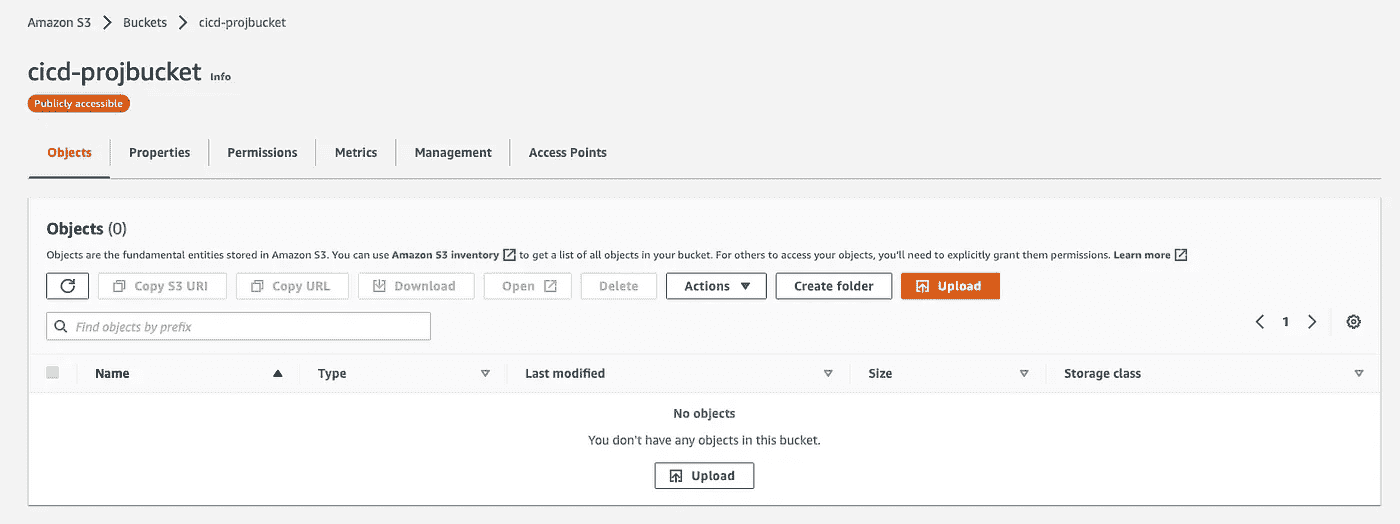 Amazon S3 Buckets cicd-projbucket
cicd-projbucket Info
Publicly accessible
Objects Properties Permissions Metrics Management Access Points
Objects (0)
Objects are the fundamental entities stored in Amazon S3. You can use Amazon S3 inventory to get a list of all objects in your bucket. For others to access your objects, you'll need to explicitly grant them permissions. Learn more
Copy S3 URI Copy URL Download Open Delete Actions Create folder Upload
Find objects by prefix 1
Name Type Last modified Size Storage class
No objects
You don't have any objects in this bucket.
Upload